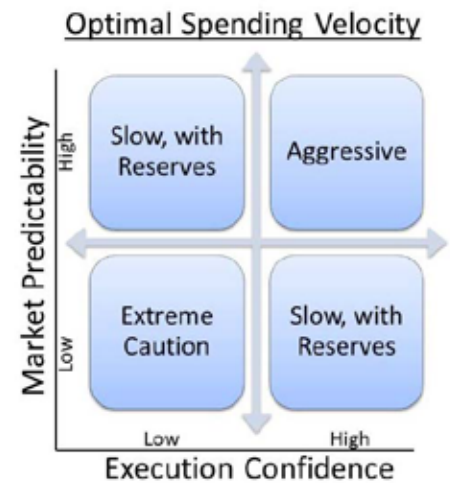 Optimal Spending Velocity
Market Predictability
High
Low
Slow, with
Reserves
Aggressive
Extreme
Caution
Slow, with
Reserves
Low
High
Execution Confidence